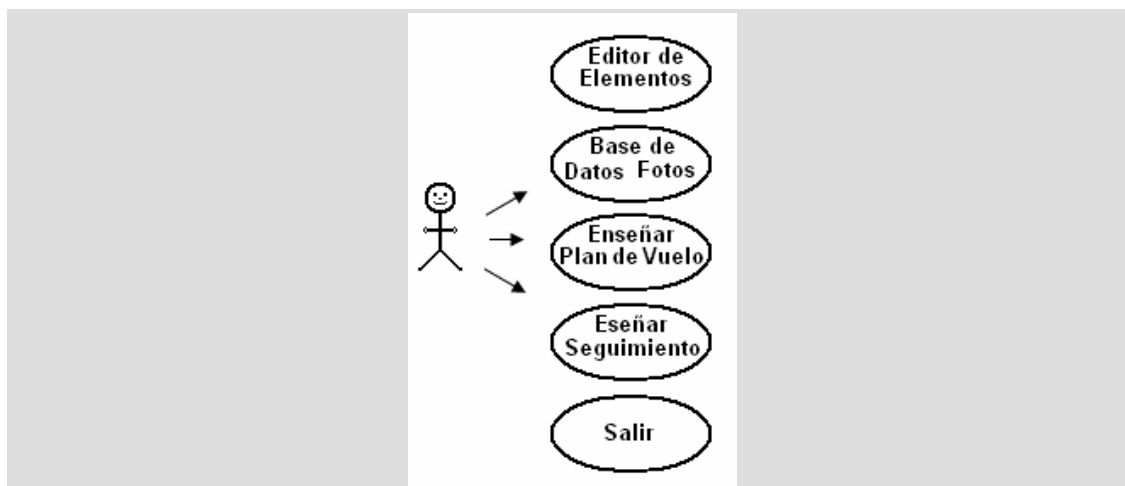 Editor de
Elementos
Base de
Datos Fotos
Enseñar
Plan de Vuelo
Eseñar
Seguimiento
Salir